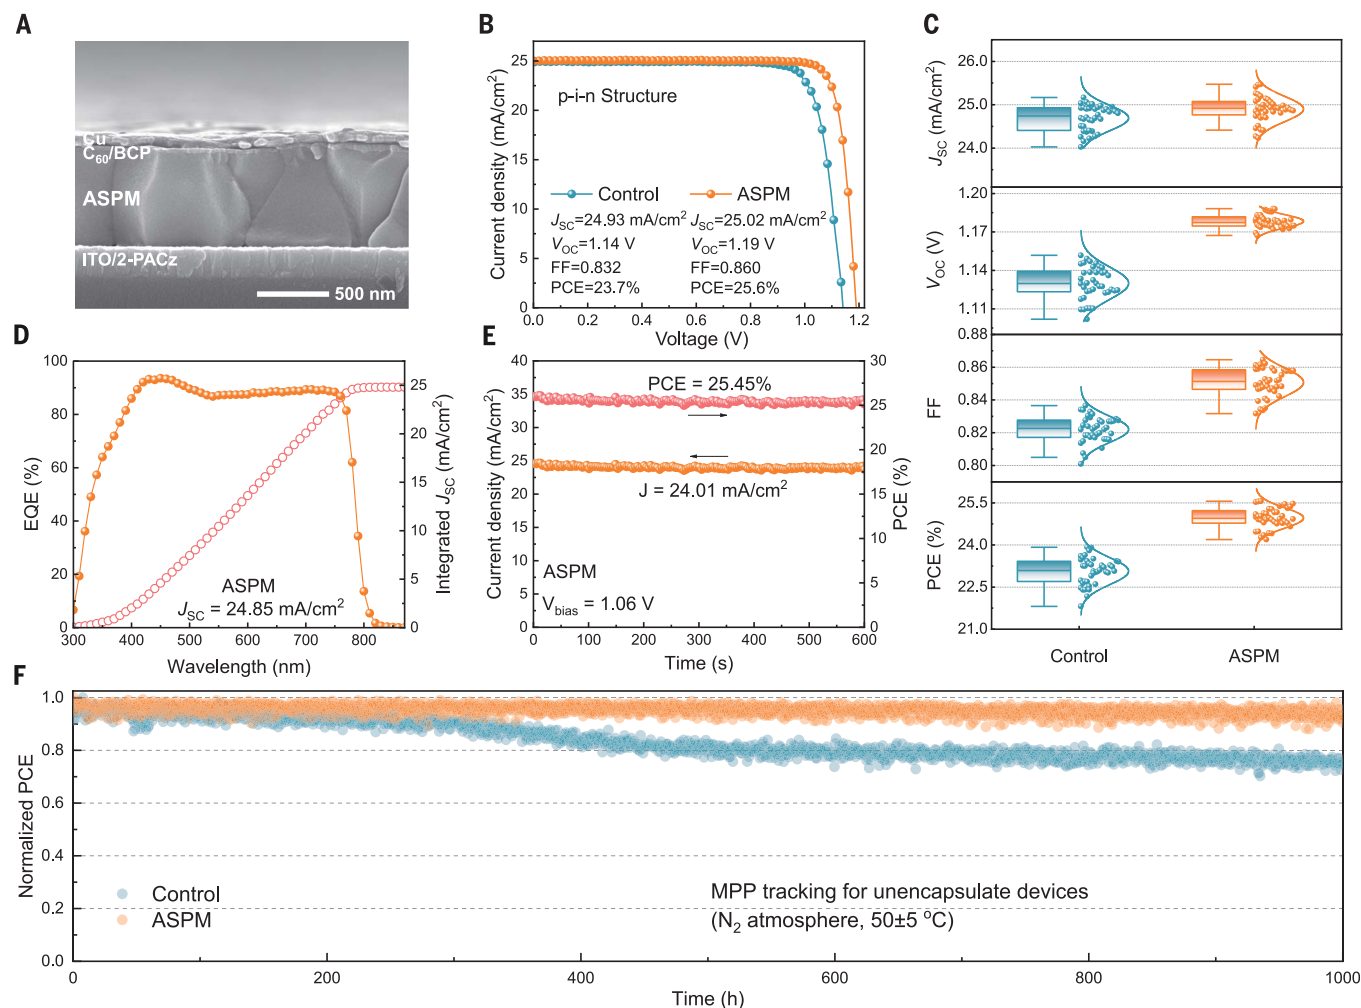 A
Cu
C60/BCP
ASPM
ITO/2-PACz
500 nm
B
Current density (mA/cm²)
30
25
20
15
10
5
0
p-i-n Structure
Control ASPM
JSC=24.93 mA/cm² JSC=25.02 mA/cm²
VOC=1.14 V VOC=1.19 V
FF=0.832 FF=0.860
PCE=23.7% PCE=25.6%
0.0 0.2 0.4 0.6 0.8 1.0 1.2
Voltage (V)
C
JSC (mA/cm²)
26.0
25.0
24.0
VOC (V)
1.20
1.17
1.14
1.11
FF
0.88
0.86
0.84
0.82
0.80
PCE (%)
25.5
24.0
22.5
21.0
Control ASPM
D
EQE (%)
100
90
80
70
60
50
40
30
20
10
0
ASPM
JSC = 24.85 mA/cm²
25
20
15
10
5
0
Integrated JSC (mA/cm²)
300 400 500 600 700 800
Wavelength (nm)
E
Current density (mA/cm²)
40
35
30
25
20
15
10
5
0
PCE = 25.45%
J = 24.01 mA/cm²
ASPM
Vbias = 1.06 V
30
25
20
15
10
5
0
PCE (%)
0 100 200 300 400 500 600
Time (s)
F
Normalized PCE
1.0
0.8
0.6
0.4
0.2
0.0
Control
ASPM
MPP tracking for unencapsulate devices
(N2 atmosphere, 50±5 °C)
0 200 400 600 800 1000
Time (h)